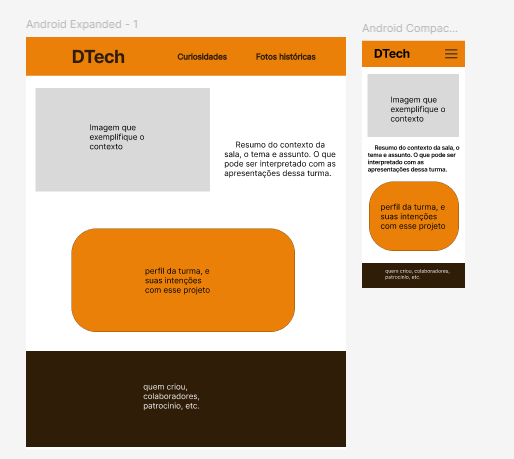 Android Expanded - 1
DTech
Curiosidades
Fotos históricas
Imagem que
exemplifique o
contexto
Resumo do contexto da
sala, o tema e assunto. O que
pode ser interpretado com as
apresentações dessa turma.
perfil da turma, e
suas intenções
com esse projeto
quem criou,
colaboradores,
patrocinio, etc.
Android Compac...
DTech
Imagem que
exemplifique o
contexto
Resumo do contexto da sala, o
tema e assunto. O que pode ser
interpretado com as
apresentações dessa turma.
perfil da turma, e
suas intenções
com esse projeto
quem criou, colaboradores,
patrocinio, etc.